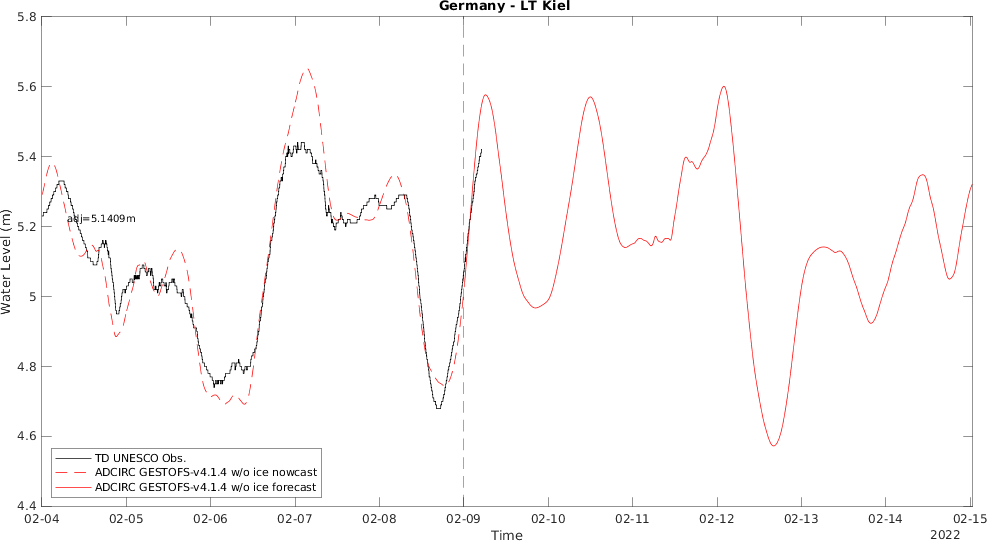 Germany - LT Kiel
5.8
5.6
5.4
5.2
5
4.8
4.6
4.4
Water Level (m)
adj=5.1409m
TD UNESCO Obs.
ADCIRC GESTOFS-v4.1.4 w/o ice nowcast
ADCIRC GESTOFS-v4.1.4 w/o ice forecast
02-04 02-05 02-06 02-07 02-08 02-09 02-10 02-11 02-12 02-13 02-14 02-15
Time
2022